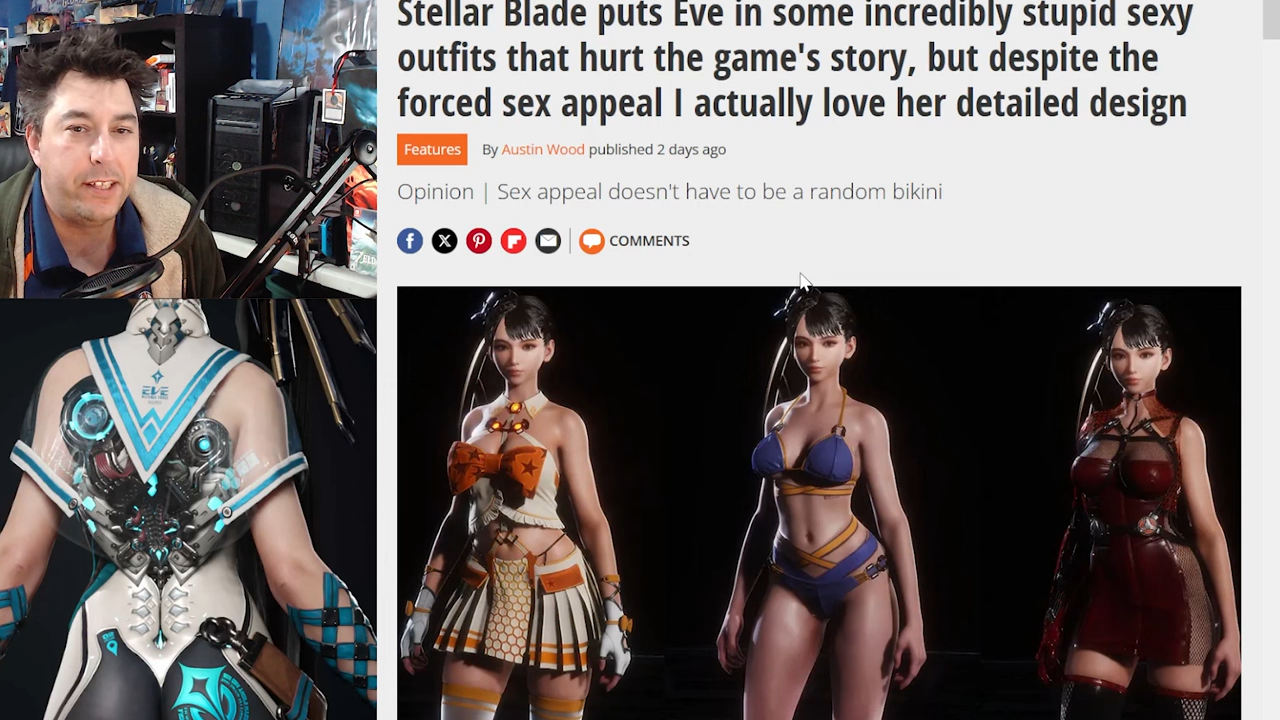 Stellar Blade puts Eve in some incredibly stupid sexy
outfits that hurt the game's story, but despite the
forced sex appeal I actually love her detailed design
Features By Austin Wood published 2 days ago
Opinion | Sex appeal doesn't have to be a random bikini
COMMENTS
EVE